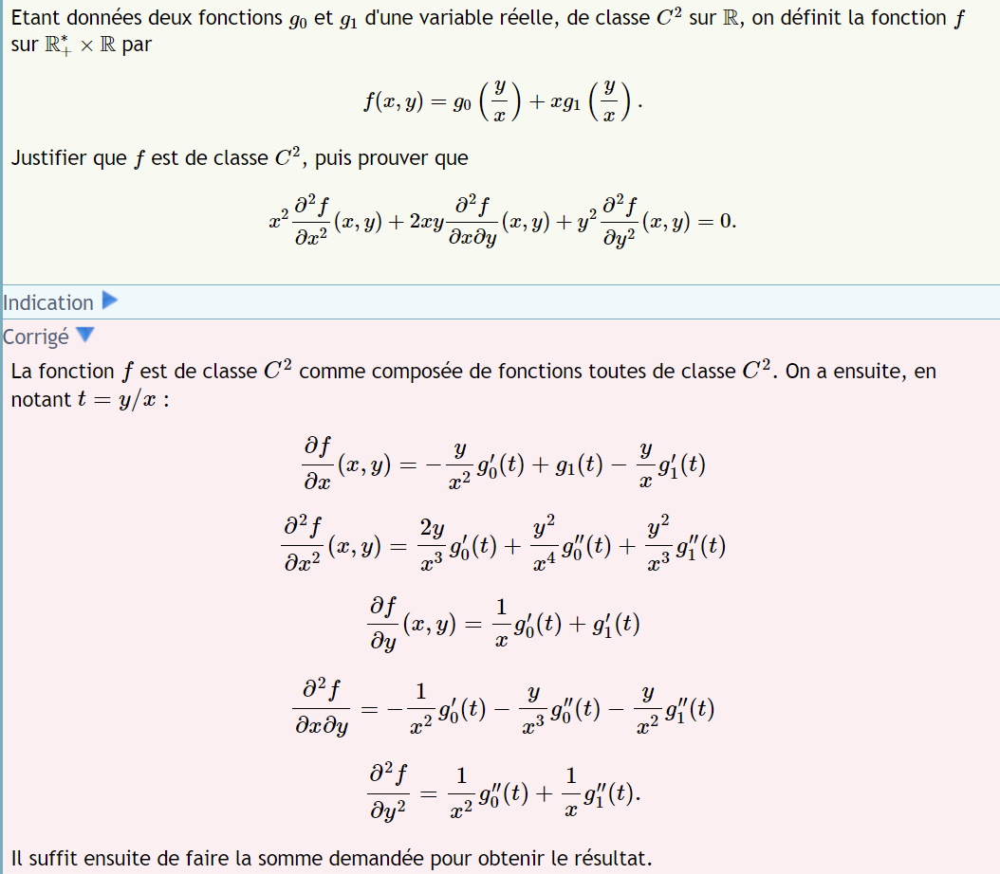 Etant données deux fonctions $g_0$ et $g_1$ d'une variable réelle, de classe $C^2$ sur $\mathbb{R}$, on définit la fonction $f$
sur $\mathbb{R}_+^* \times \mathbb{R}$ par
$f(x,y) = g_0\left(\frac{y}{x}\right) + xg_1\left(\frac{y}{x}\right).$
Justifier que $f$ est de classe $C^2$, puis prouver que
$x^2\frac{\partial^2 f}{\partial x^2}(x,y) + 2xy\frac{\partial^2 f}{\partial x\partial y}(x,y) + y^2\frac{\partial^2 f}{\partial y^2}(x,y) = 0.$
Indication
Corrigé
La fonction $f$ est de classe $C^2$ comme composée de fonctions toutes de classe $C^2$. On a ensuite, en
notant $t = y/x$ :
$\frac{\partial f}{\partial x}(x,y) = -\frac{y}{x^2}g_0'(t) + g_1(t) - \frac{y}{x}g_1'(t)$
$\frac{\partial^2 f}{\partial x^2}(x,y) = \frac{2y}{x^3}g_0'(t) + \frac{y^2}{x^4}g_0''(t) + \frac{y^2}{x^3}g_1''(t)$
$\frac{\partial f}{\partial y}(x,y) = \frac{1}{x}g_0'(t) + g_1'(t)$
$\frac{\partial^2 f}{\partial x\partial y} = -\frac{1}{x^2}g_0'(t) - \frac{y}{x^3}g_0''(t) - \frac{y}{x^2}g_1''(t)$
$\frac{\partial^2 f}{\partial y^2} = \frac{1}{x^2}g_0''(t) + \frac{1}{x}g_1''(t).$
Il suffit ensuite de faire la somme demandée pour obtenir le résultat.